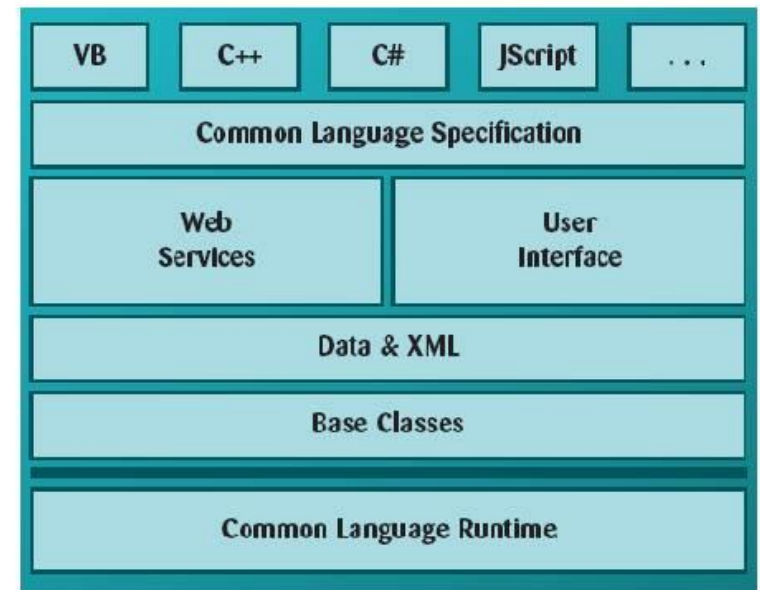 VB
C++
C#
JScript
. . .
Common Language Specification
Web
Services
User
Interface
Data & XML
Base Classes
Common Language Runtime